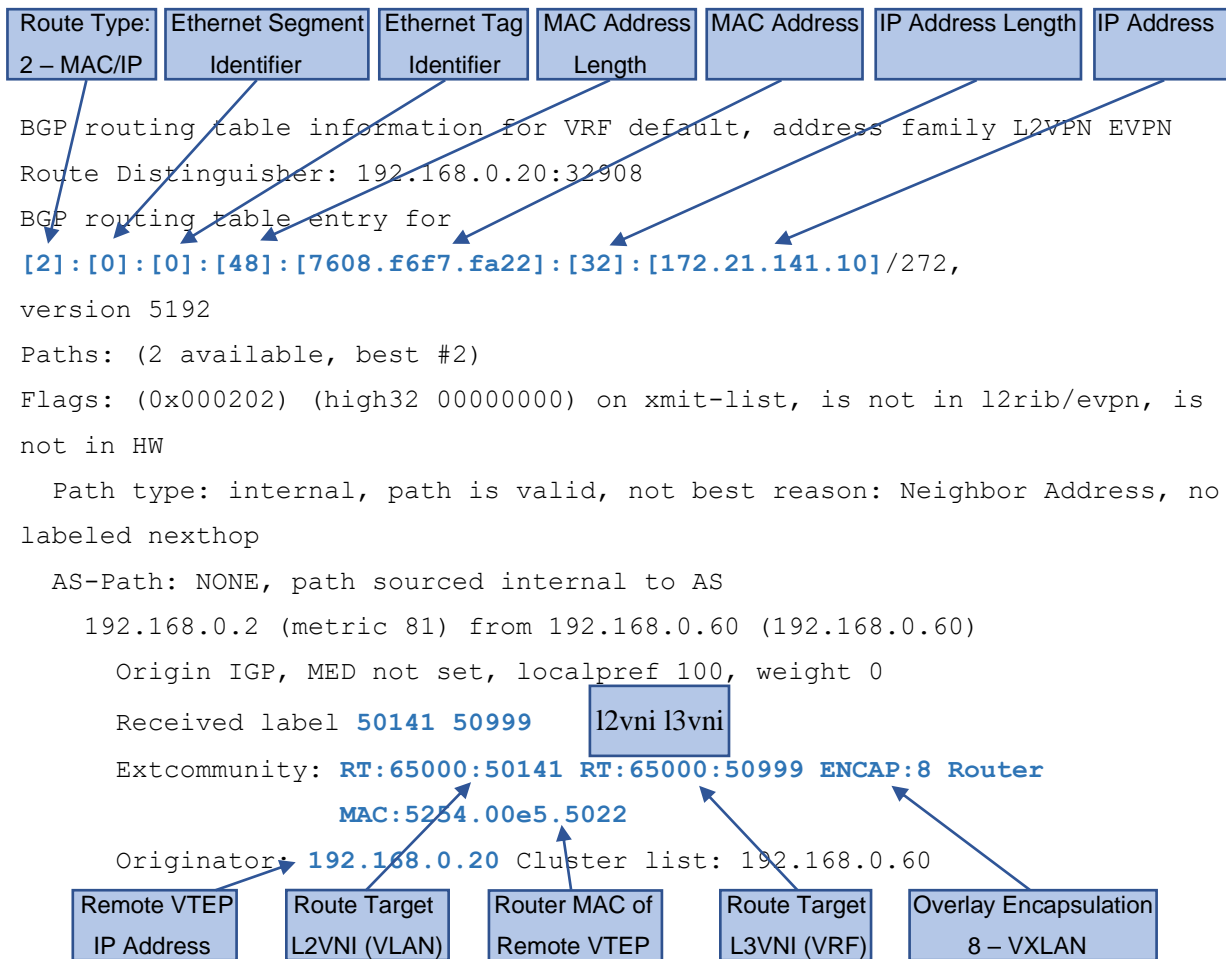 Route Type:
2 – MAC/IP
Ethernet Segment
Identifier
Ethernet Tag
Identifier
MAC Address
Length
MAC Address
IP Address Length
IP Address
BGP routing table information for VRF default, address family L2VPN EVPN
Route Distinguisher: 192.168.0.20:32908
BGP routing table entry for
[2]:[0]:[0]:[48]:[7608.f6f7.fa22]:[32]:[172.21.141.10]/272,
version 5192
Paths: (2 available, best #2)
Flags: (0x000202) (high32 00000000) on xmit-list, is not in l2rib/evpn, is
not in HW
Path type: internal, path is valid, not best reason: Neighbor Address, no
labeled nexthop
AS-Path: NONE, path sourced internal to AS
192.168.0.2 (metric 81) from 192.168.0.60 (192.168.0.60)
Origin IGP, MED not set, localpref 100, weight 0
Received label 50141 50999
l2vni l3vni
Extcommunity: RT:65000:50141 RT:65000:50999 ENCAP:8 Router
MAC:5254.00e5.5022
Originator: 192.168.0.20 Cluster list: 192.168.0.60
Remote VTEP
IP Address
Route Target
L2VNI (VLAN)
Router MAC of
Remote VTEP
Route Target
L3VNI (VRF)
Overlay Encapsulation
8 – VXLAN